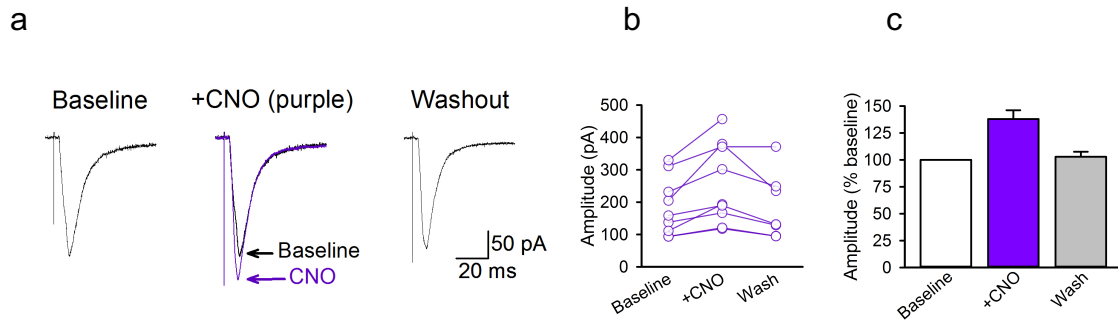 a
Baseline
+CNO (purple)
Washout
Baseline
CNO
50 pA
20 ms
b
Amplitude (pA)
500
400
300
200
100
0
Baseline
+CNO
Wash
c
Amplitude (% baseline)
150
125
100
75
50
25
0
Baseline
+CNO
Wash